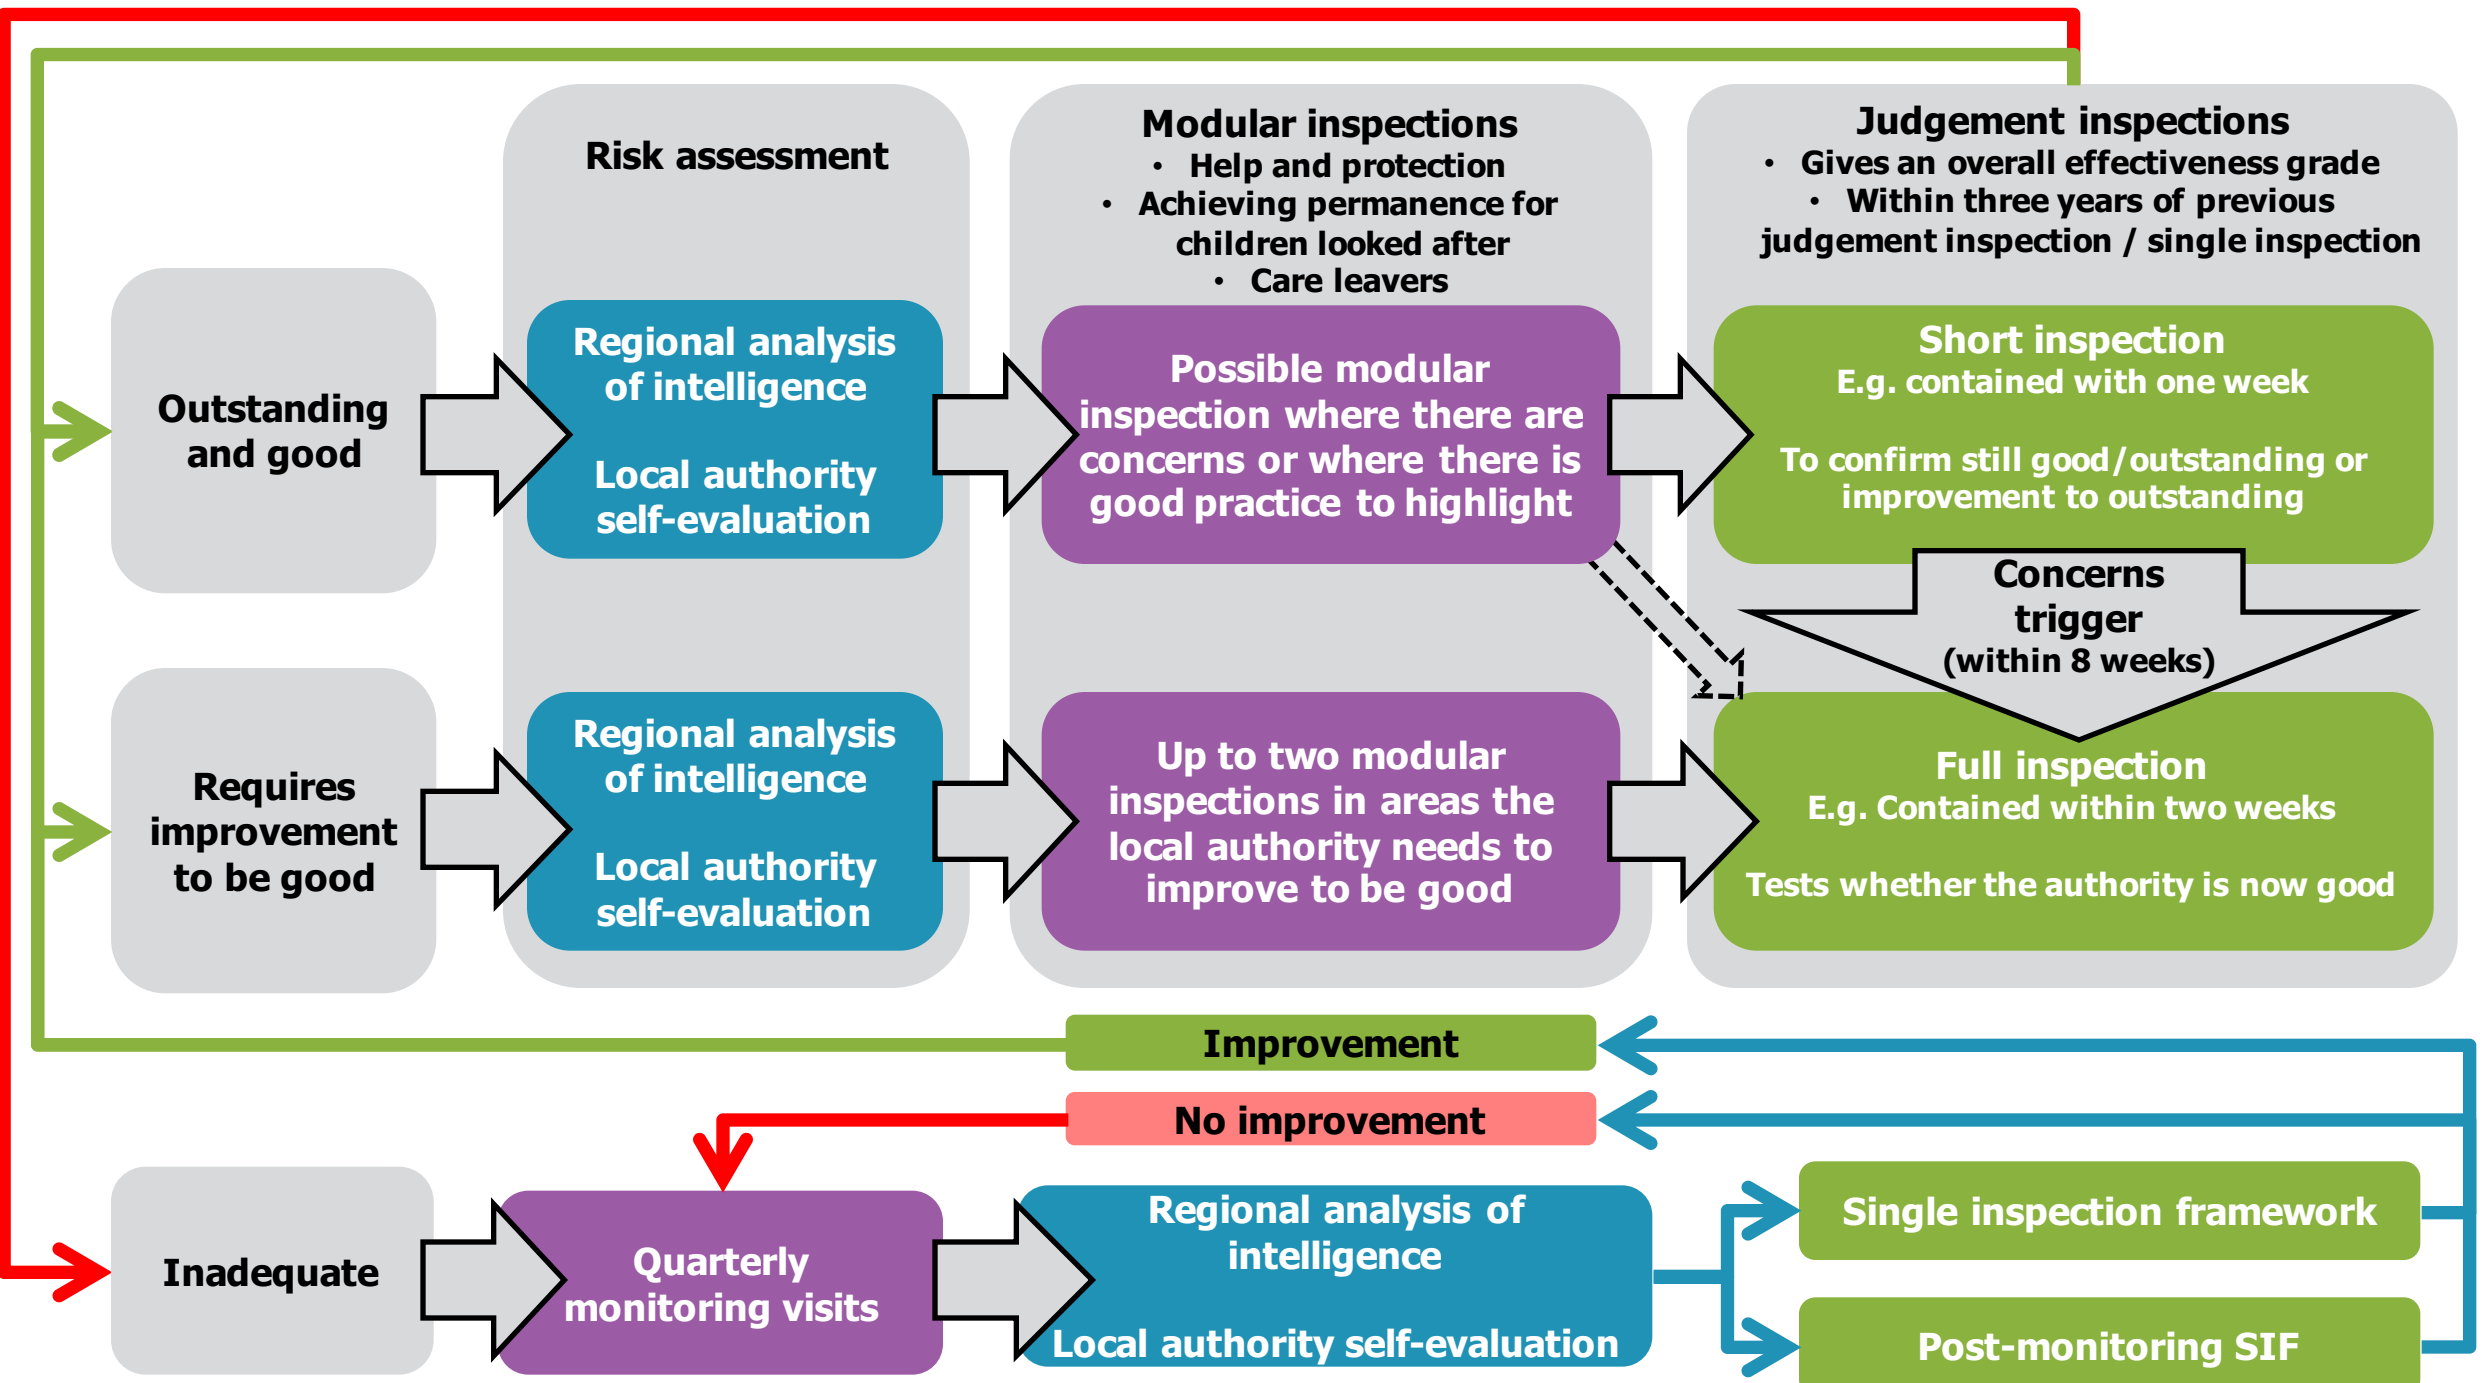 Risk assessment
Modular inspections
• Help and protection
• Achieving permanence for
children looked after
• Care leavers
Judgement inspections
• Gives an overall effectiveness grade
• Within three years of previous
judgement inspection / single inspection
Outstanding
and good
Regional analysis
of intelligence
Local authority
self-evaluation
Possible modular
inspection where there are
concerns or where there is
good practice to highlight
Short inspection
E.g. contained with one week
To confirm still good/outstanding or
improvement to outstanding
Concerns
trigger
(within 8 weeks)
Requires
improvement
to be good
Regional analysis
of intelligence
Local authority
self-evaluation
Up to two modular
inspections in areas the
local authority needs to
improve to be good
Full inspection
E.g. Contained within two weeks
Tests whether the authority is now good
Improvement
No improvement
Inadequate
Quarterly
monitoring visits
Regional analysis of
intelligence
Local authority self-evaluation
Single inspection framework
Post-monitoring SIF